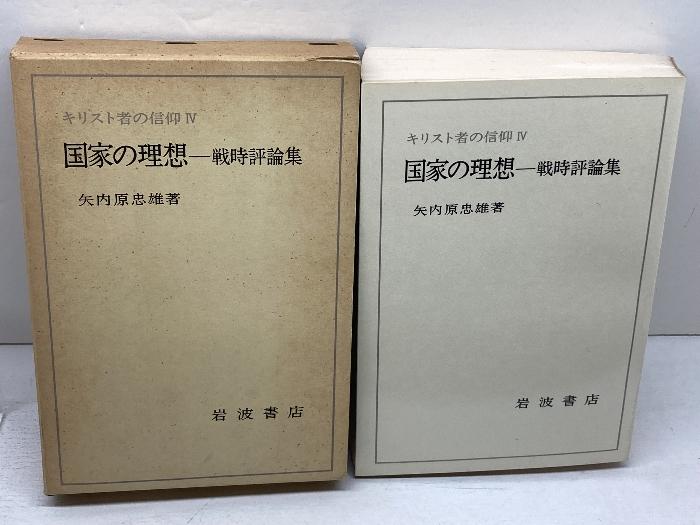 キリスト者の信仰 Ⅳ
国家の理想―戦時評論集
矢内原忠雄著
岩波書店
キリスト者の信仰 Ⅳ
国家の理想―戦時評論集
矢内原忠雄著
岩波書店